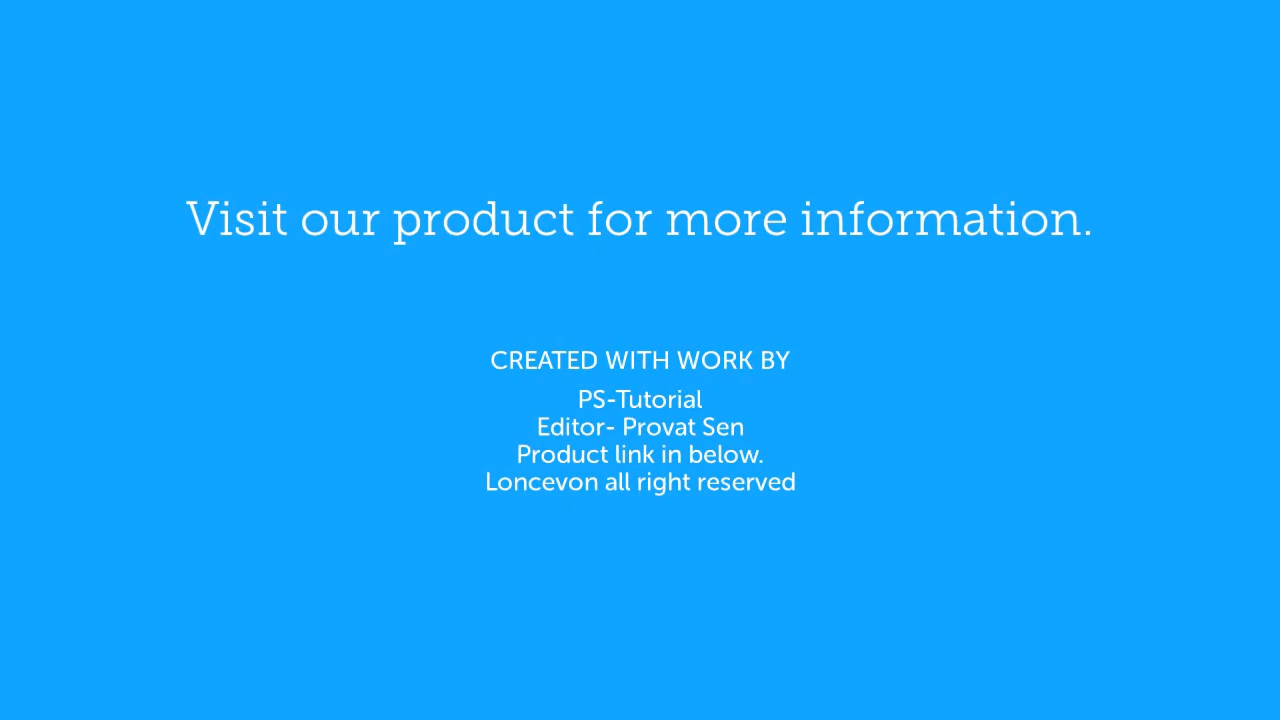 Visit our product for more information.
CREATED WITH WORK BY
PS-Tutorial
Editor- Provat Sen
Product link in below.
Loncevon all right reserved